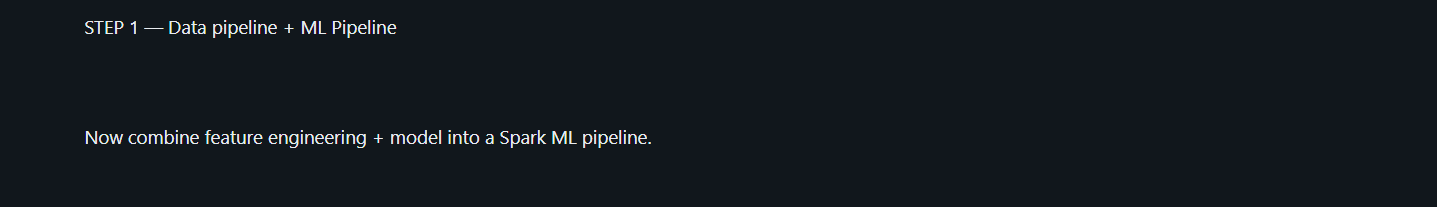 STEP 1 — Data pipeline + ML Pipeline
Now combine feature engineering + model into a Spark ML pipeline.